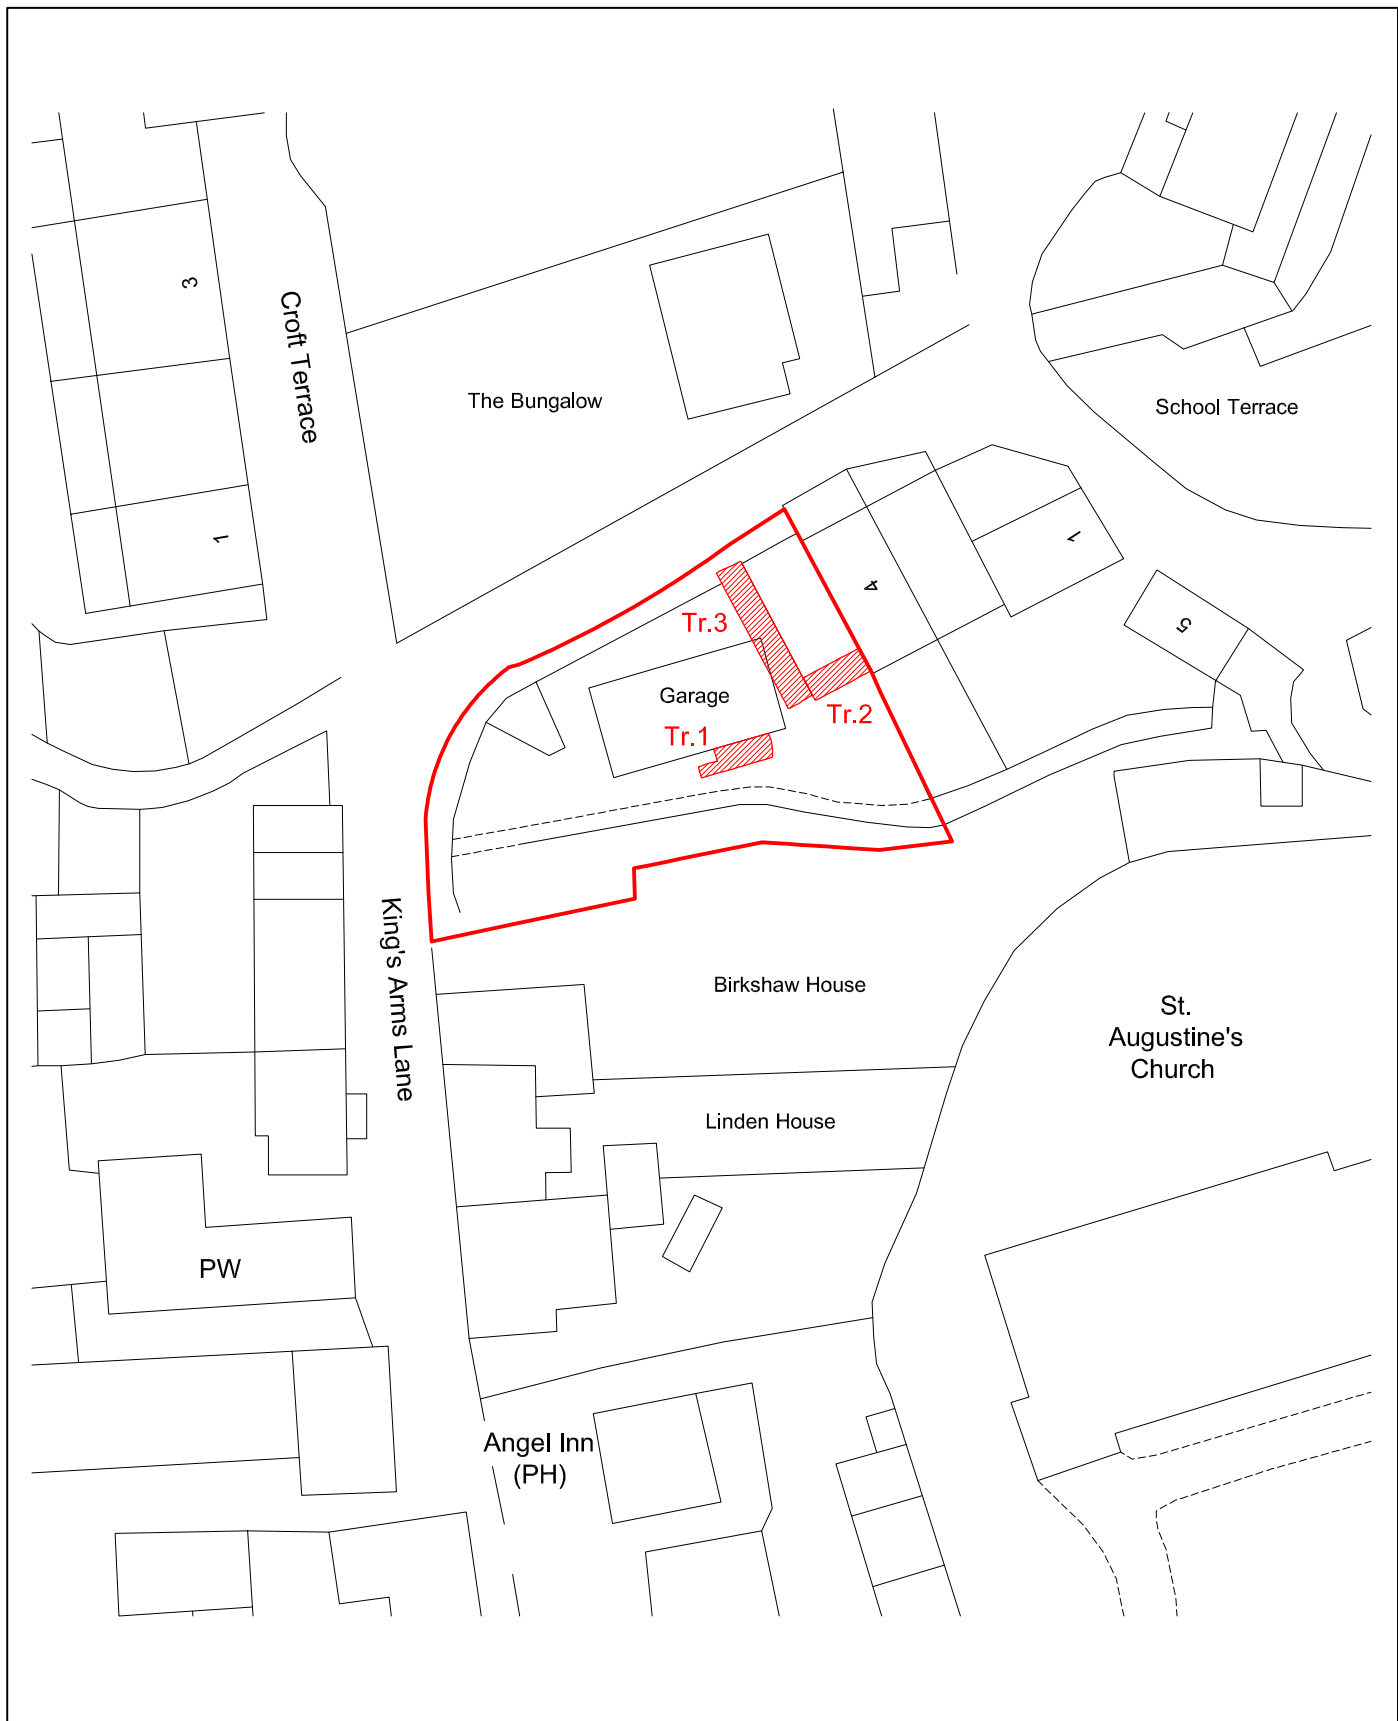 3
Croft Terrace
The Bungalow
School Terrace
1
4
1
5
Tr.3
Garage
Tr.2
Tr.1
King's Arms Lane
Birkshaw House
St.
Augustine's
Church
Linden House
PW
Angel Inn
(PH)